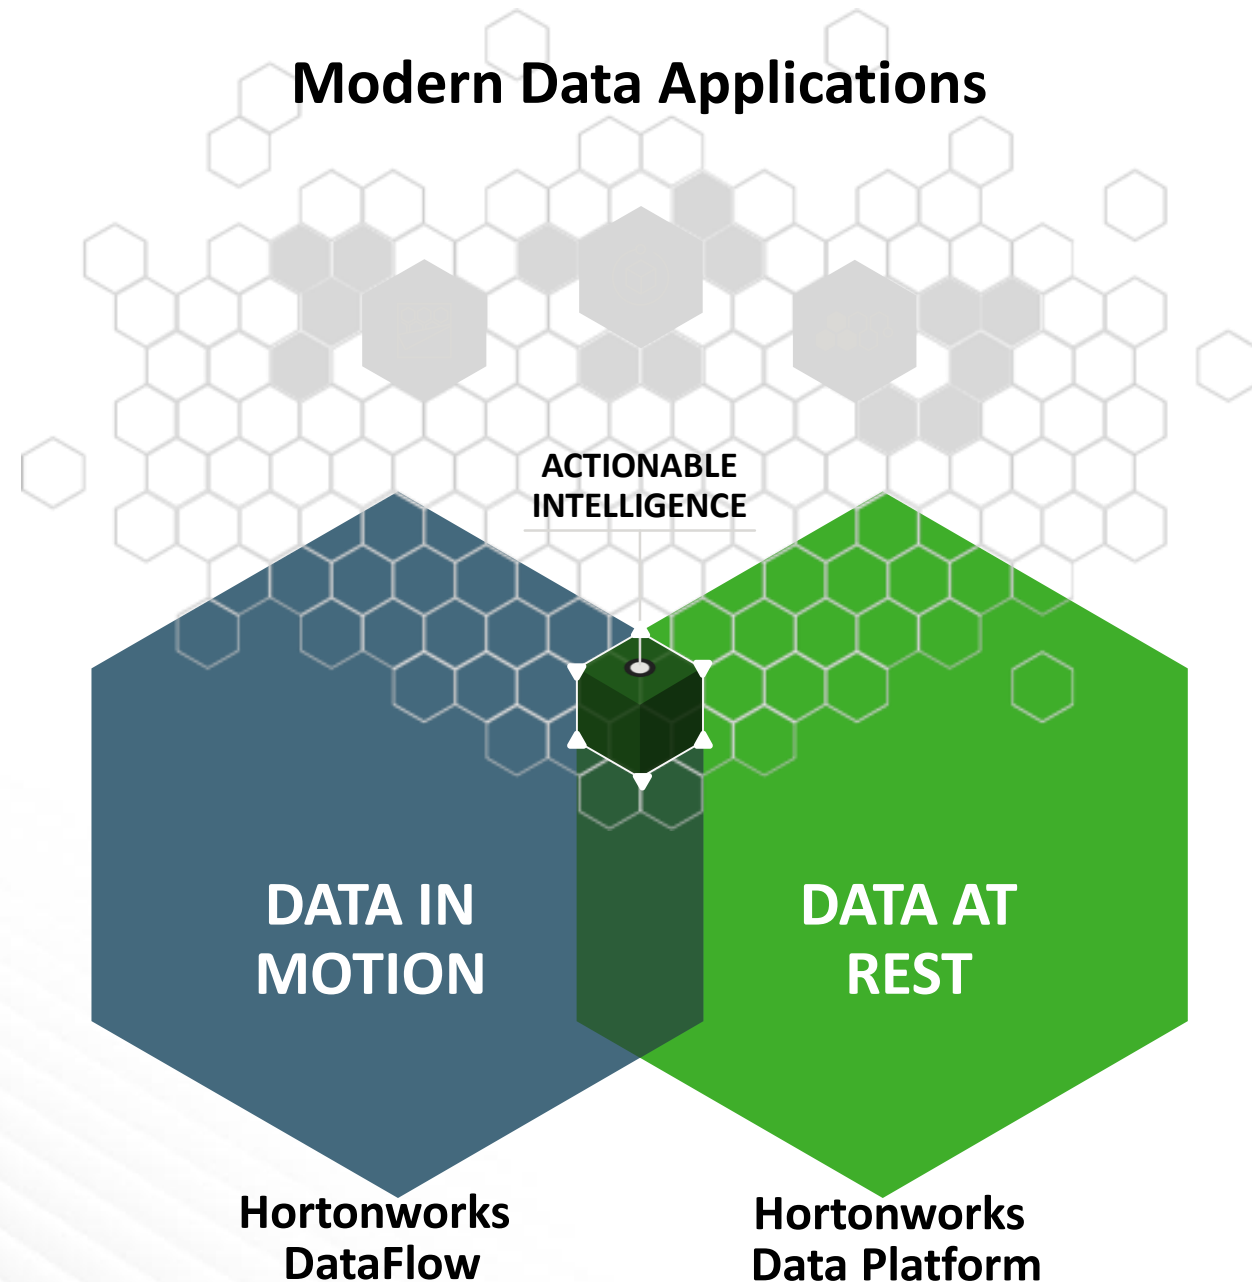 Modern Data Applications
ACTIONABLE
INTELLIGENCE
DATA IN
MOTION
DATA AT
REST
Hortonworks
DataFlow
Hortonworks
Data Platform